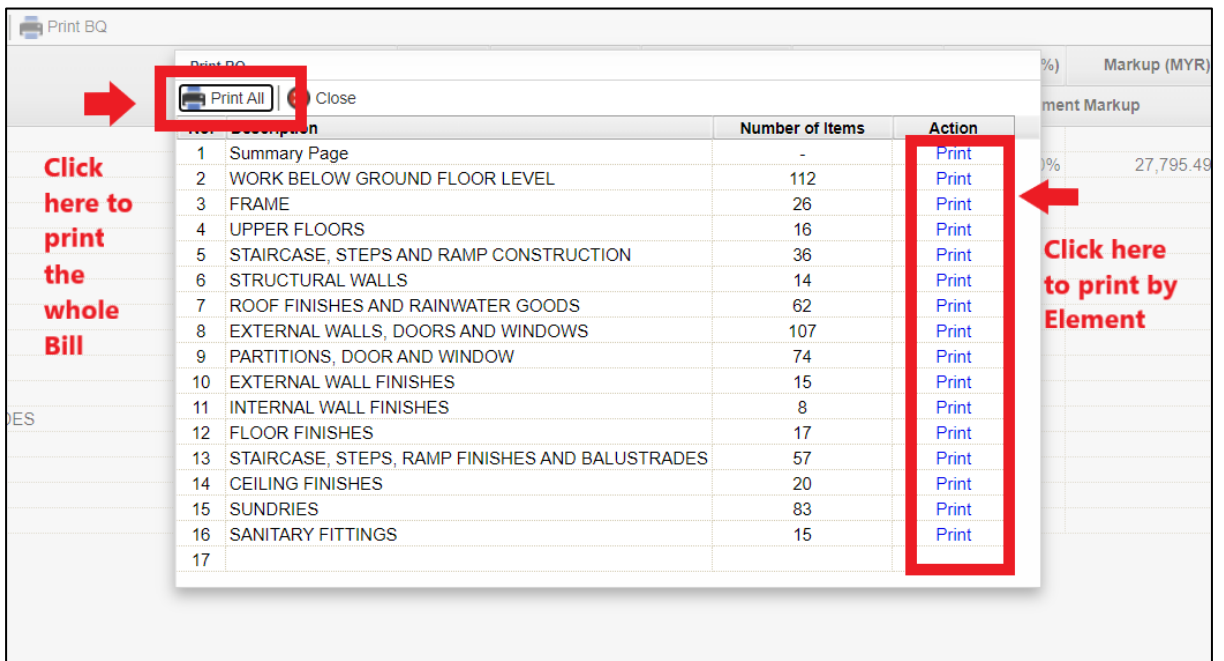 Print BQ
%) Markup (MYR)
Print BQ
Print All Close
ment Markup
No. Description Number of Items Action
1 Summary Page - Print
2 WORK BELOW GROUND FLOOR LEVEL 112 Print
3 FRAME 26 Print
4 UPPER FLOORS 16 Print
5 STAIRCASE, STEPS AND RAMP CONSTRUCTION 36 Print
6 STRUCTURAL WALLS 14 Print
7 ROOF FINISHES AND RAINWATER GOODS 62 Print
8 EXTERNAL WALLS, DOORS AND WINDOWS 107 Print
9 PARTITIONS, DOOR AND WINDOW 74 Print
10 EXTERNAL WALL FINISHES 15 Print
11 INTERNAL WALL FINISHES 8 Print
12 FLOOR FINISHES 17 Print
13 STAIRCASE, STEPS, RAMP FINISHES AND BALUSTRADES 57 Print
14 CEILING FINISHES 20 Print
15 SUNDRIES 83 Print
16 SANITARY FITTINGS 15 Print
17
Click
here to
print
the
whole
Bill
DES
27,795.49
Click here
to print by
Element